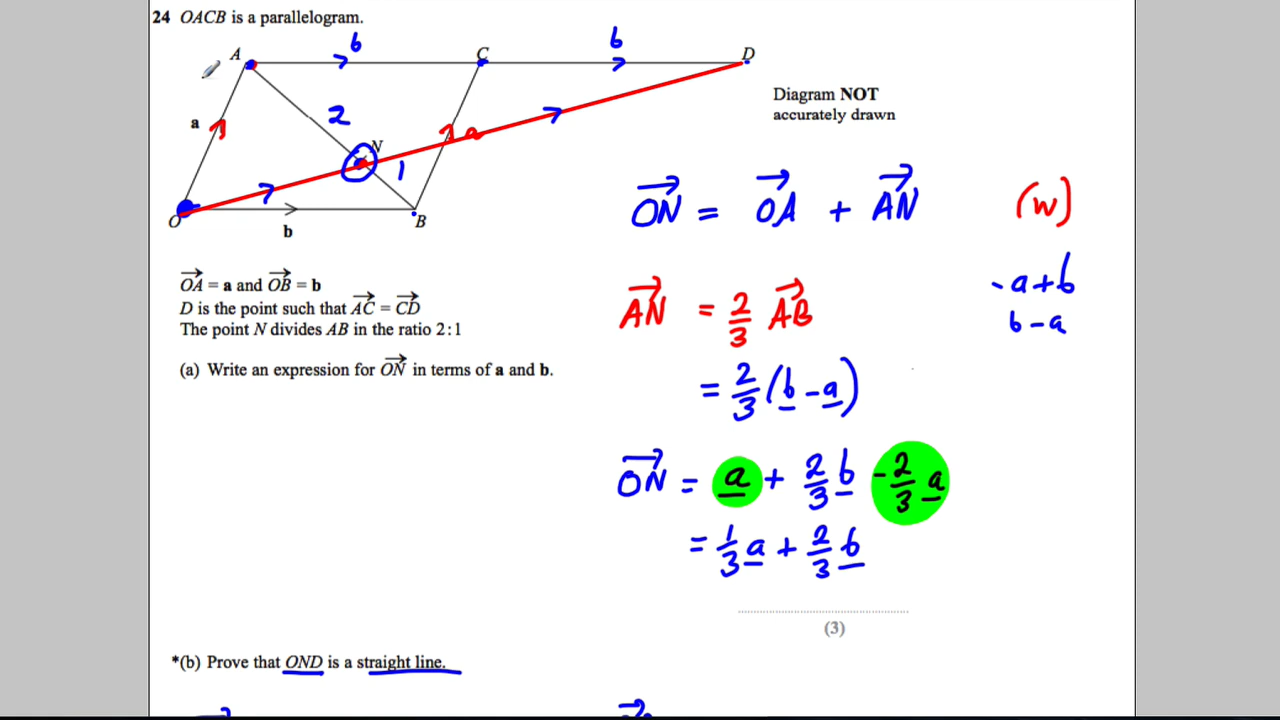 24 OACB is a parallelogram.
b
b
A
C
D
Diagram NOT
accurately drawn
a
2
N
a
1
O
B
b
ON = OA + AN
(w)
OA = a and OB = b
D is the point such that AC = CD
The point N divides AB in the ratio 2 : 1
(a) Write an expression for ON in terms of a and b.
AN = 2/3 AB
- a + b
b - a
= 2/3 (b - a)
ON = a + 2/3 b - 2/3 a
= 1/3 a + 2/3 b
(3)
*(b) Prove that OND is a straight line.